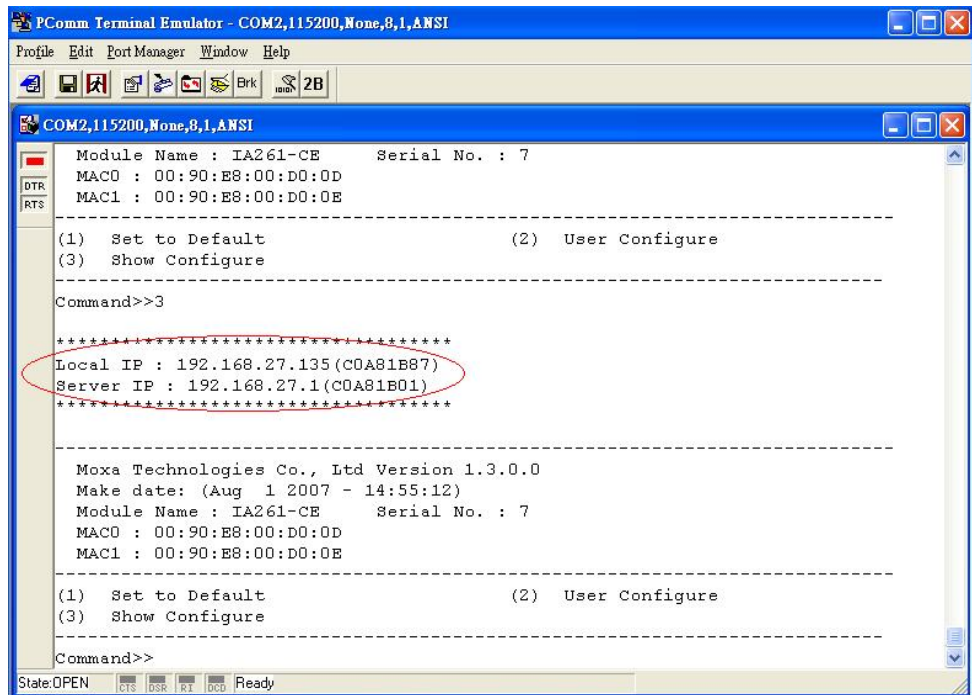 PComm Terminal Emulator - COM2,115200,None,8,1,ANSI
Profile Edit Port Manager Window Help
Brk 2B
COM2,115200,None,8,1,ANSI
DTR
RTS
Module Name : IA261-CE Serial No. : 7
MAC0 : 00:90:E8:00:D0:0D
MAC1 : 00:90:E8:00:D0:0E
--------------------------------------------------------------------------
(1) Set to Default (2) User Configure
(3) Show Configure
--------------------------------------------------------------------------
Command>>3
************************************
Local IP : 192.168.27.135(C0A81B87)
Server IP : 192.168.27.1(C0A81B01)
************************************
--------------------------------------------------------------------------
Moxa Technologies Co., Ltd Version 1.3.0.0
Make date: (Aug 1 2007 - 14:55:12)
Module Name : IA261-CE Serial No. : 7
MAC0 : 00:90:E8:00:D0:0D
MAC1 : 00:90:E8:00:D0:0E
--------------------------------------------------------------------------
(1) Set to Default (2) User Configure
(3) Show Configure
--------------------------------------------------------------------------
Command>>
State:OPEN CTS DSR RI DCD Ready